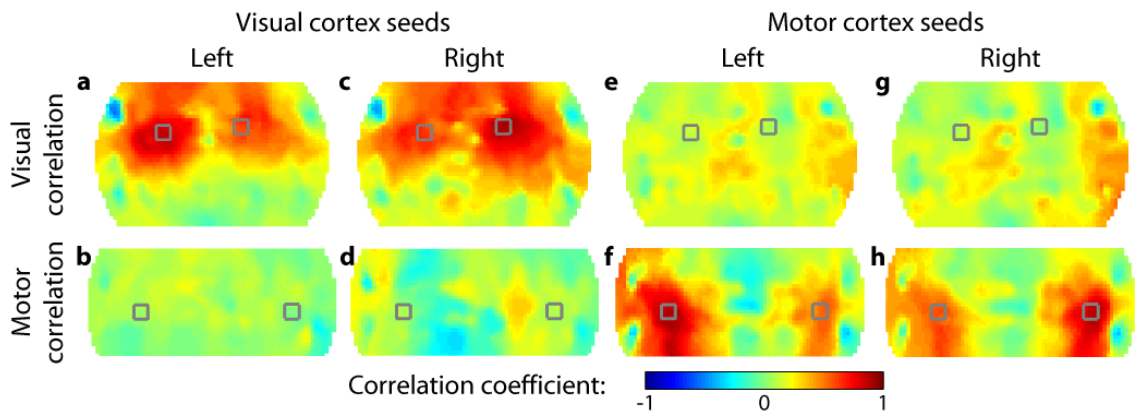 Visual cortex seeds Motor cortex seeds
Left Right Left Right
a c e g
Visual
correlation
b d f h
Motor
correlation
Correlation coefficient:
-1 0 1